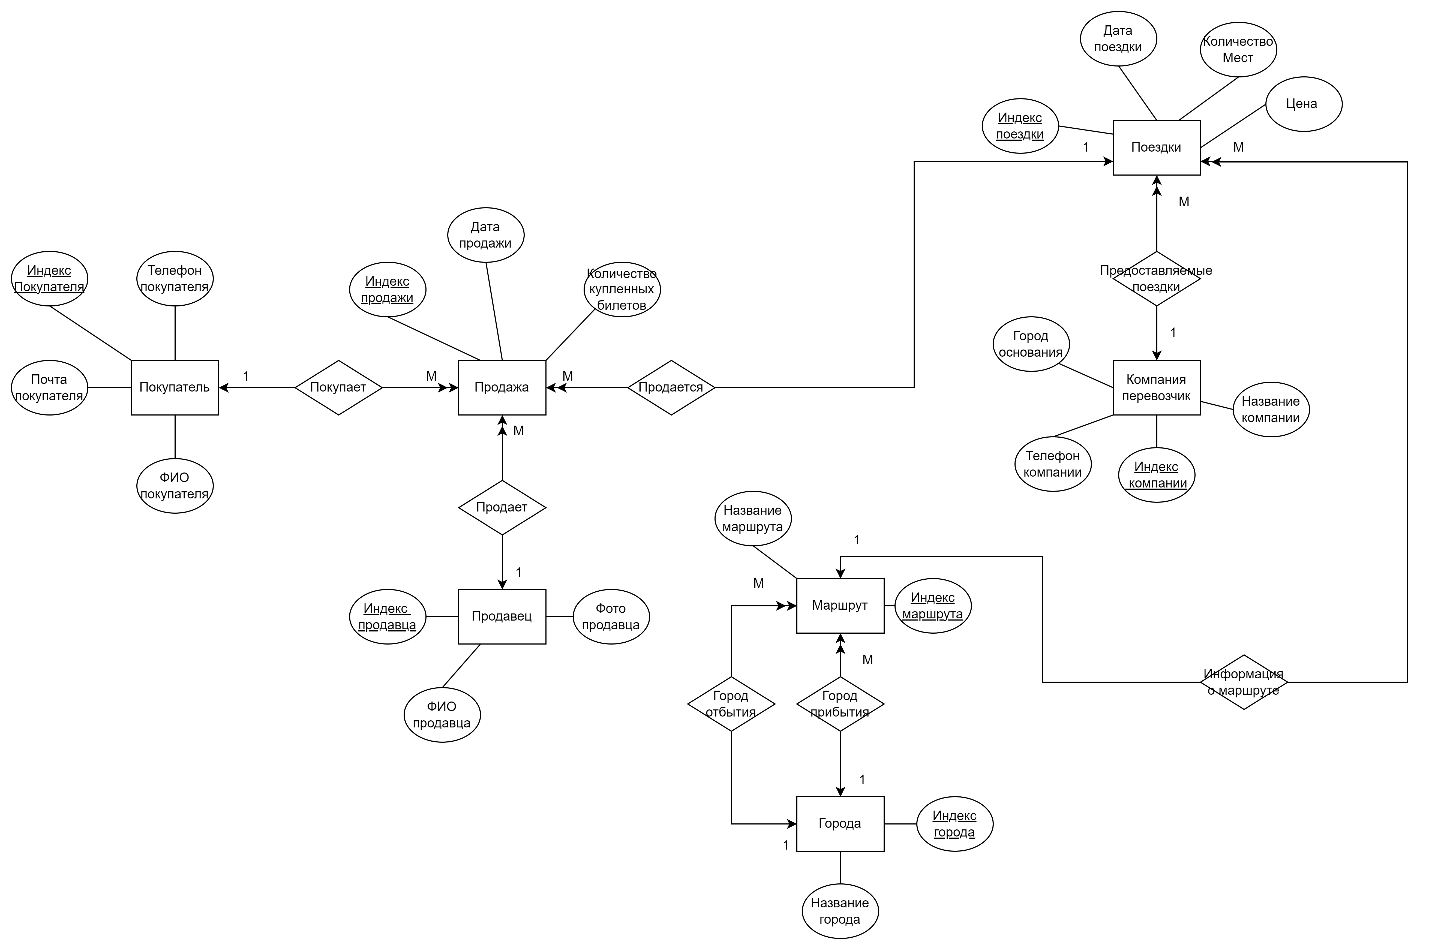 Дата
поездки
Количество
Мест
Цена
Индекс
поездки
1
Поездки
M
M
Дата
продажи
Индекс
Покупателя
Телефон
покупателя
Индекс
продажи
Количество
купленных
билетов
Предоставляемые
поездки
1
Город
основания
Почта
покупателя
Покупатель
1
Покупает
M
Продажа
M
Продается
Компания
перевозчик
Название
компании
M
Телефон
компании
Индекс
компании
ФИО
покупателя
Продает
Название
маршрута
1
1
M
Индекс
продавца
Продавец
Фото
продавца
Маршрут
Индекс
маршрута
M
Информация
о маршруте
ФИО
продавца
Город
отбытия
Город
прибытия
1
Города
Индекс
города
1
Название
города